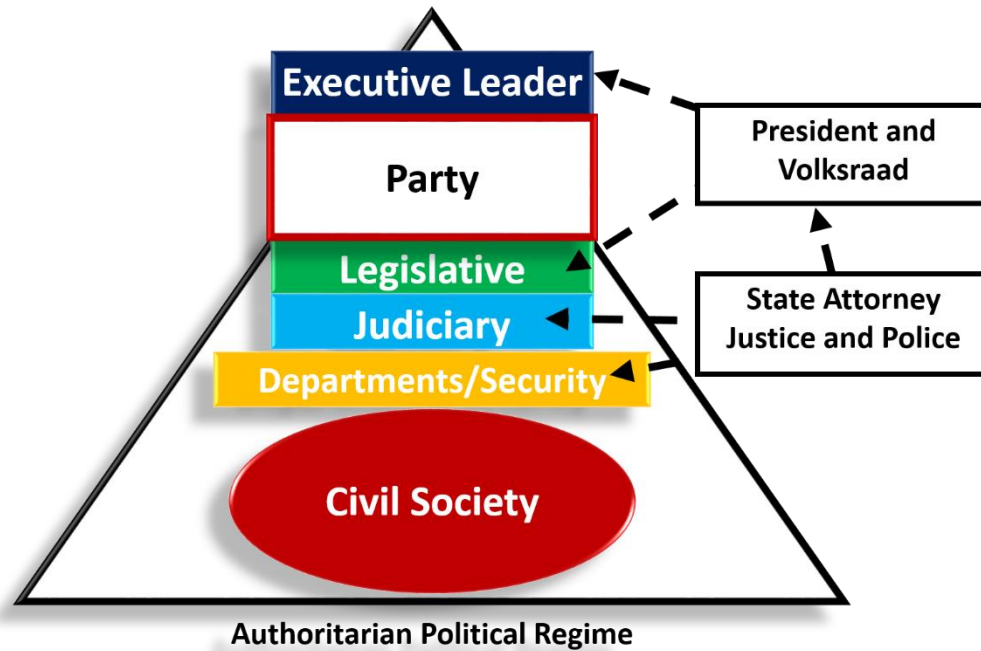 Executive Leader
Party
Legislative
Judiciary
Departments/Security
Civil Society
President and
Volksraad
State Attorney
Justice and Police
Authoritarian Political Regime